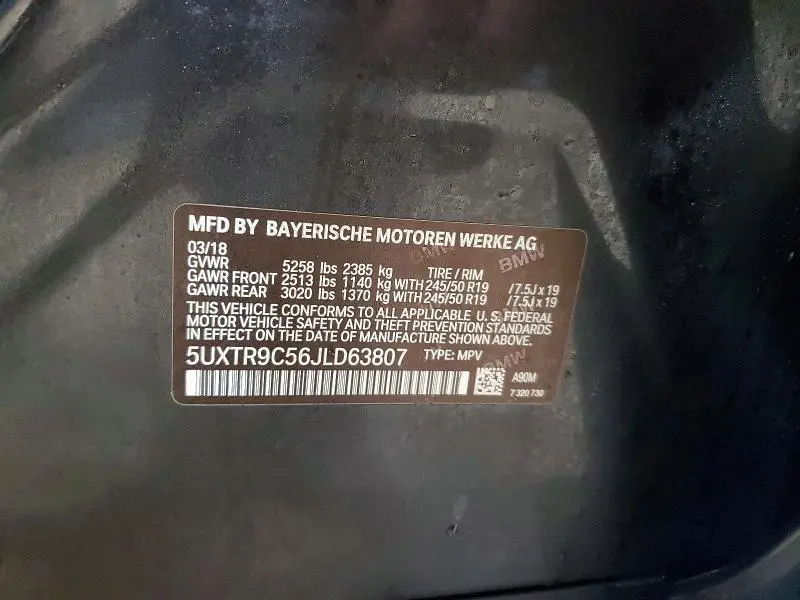 MFD BY BAYERISCHE MOTOREN WERKE AG
03/18
GVWR 5258 lbs 2385 kg TIRE / RIM
GAWR FRONT 2513 lbs 1140 kg WITH 245/50 R19 /7.5J x 19
GAWR REAR 3020 lbs 1370 kg WITH 245/50 R19 /7.5J x 19
THIS VEHICLE CONFORMS TO ALL APPLICABLE U.S. FEDERAL
MOTOR VEHICLE SAFETY AND THEFT PREVENTION STANDARDS
IN EFFECT ON THE DATE OF MANUFACTURE SHOWN ABOVE.
5UXTR9C56JLD63807 TYPE: MPV
A90M
7 320 730
BMW
BMW